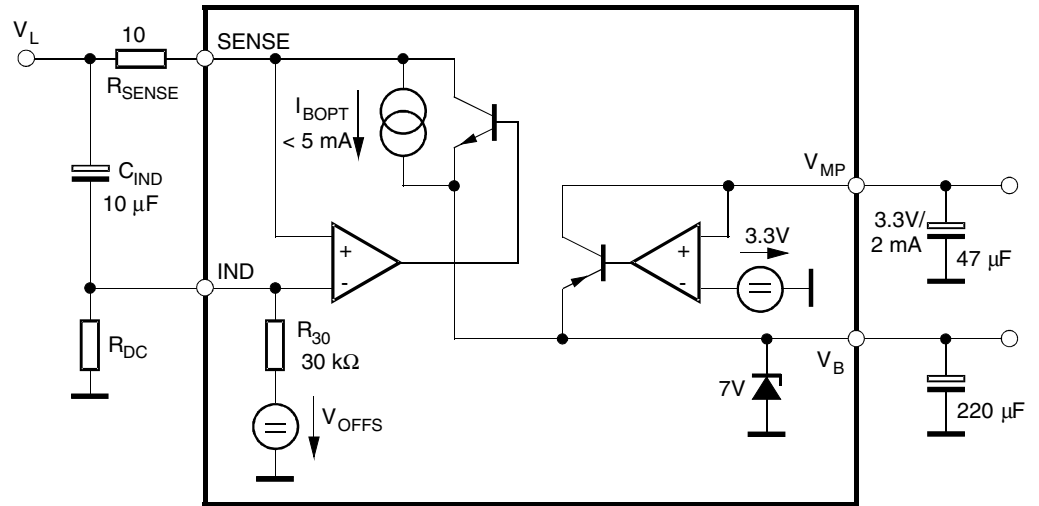 V_L
10
R_SENSE
SENSE
I_BOPT
< 5 mA
C_IND
10 µF
+
-
IND
R_DC
R_30
30 kΩ
=
V_OFFS
V_MP
3.3V
+
-
=
3.3V/
2 mA
47 µF
7V
V_B
220 µF